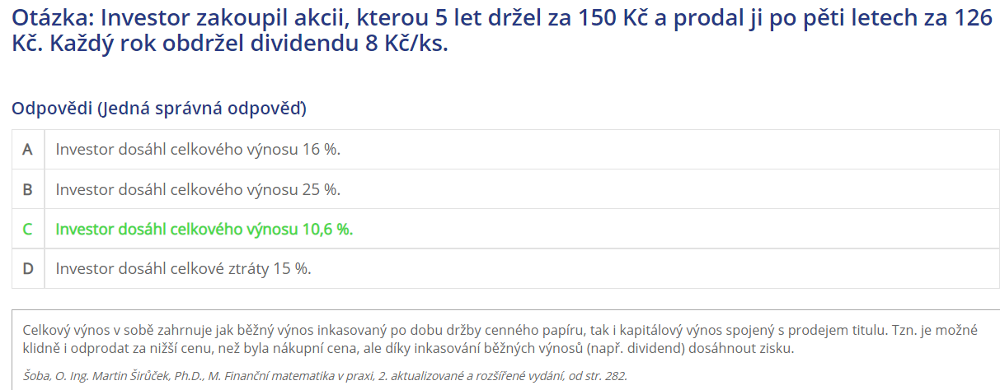 Otázka: Investor zakoupil akcii, kterou 5 let držel za 150 Kč a prodal ji po pěti letech za 126
Kč. Každý rok obdržel dividendu 8 Kč/ks.
Odpovědi (Jedná správná odpověď)
A Investor dosáhl celkového výnosu 16 %.
B Investor dosáhl celkového výnosu 25 %.
C Investor dosáhl celkového výnosu 10,6 %.
D Investor dosáhl celkové ztráty 15 %.
Celkový výnos v sobě zahrnuje jak běžný výnos inkasovaný po dobu držby cenného papíru, tak i kapitálový výnos spojený s prodejem titulu. Tzn. je možné
klidně i odprodat za nižší cenu, než byla nákupní cena, ale díky inkasování běžných výnosů (např. dividend) dosáhnout zisku.
Šoba, O. Ing. Martin Širůček, Ph.D., M. Finanční matematika v praxi, 2. aktualizované a rozšířené vydání, od str. 282.